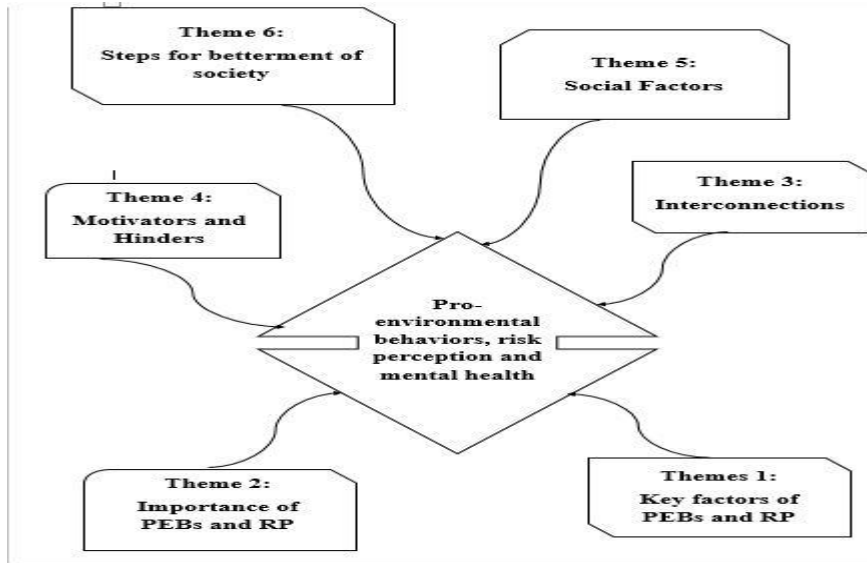 Theme 6:
Steps for betterment of
society
Theme 5:
Social Factors
Theme 4:
Motivators and
Hinders
Theme 3:
Interconnections
Pro-
environmental
behaviors, risk
perception and
mental health
Theme 2:
Importance of
PEBs and RP
Themes 1:
Key factors of
PEBs and RP